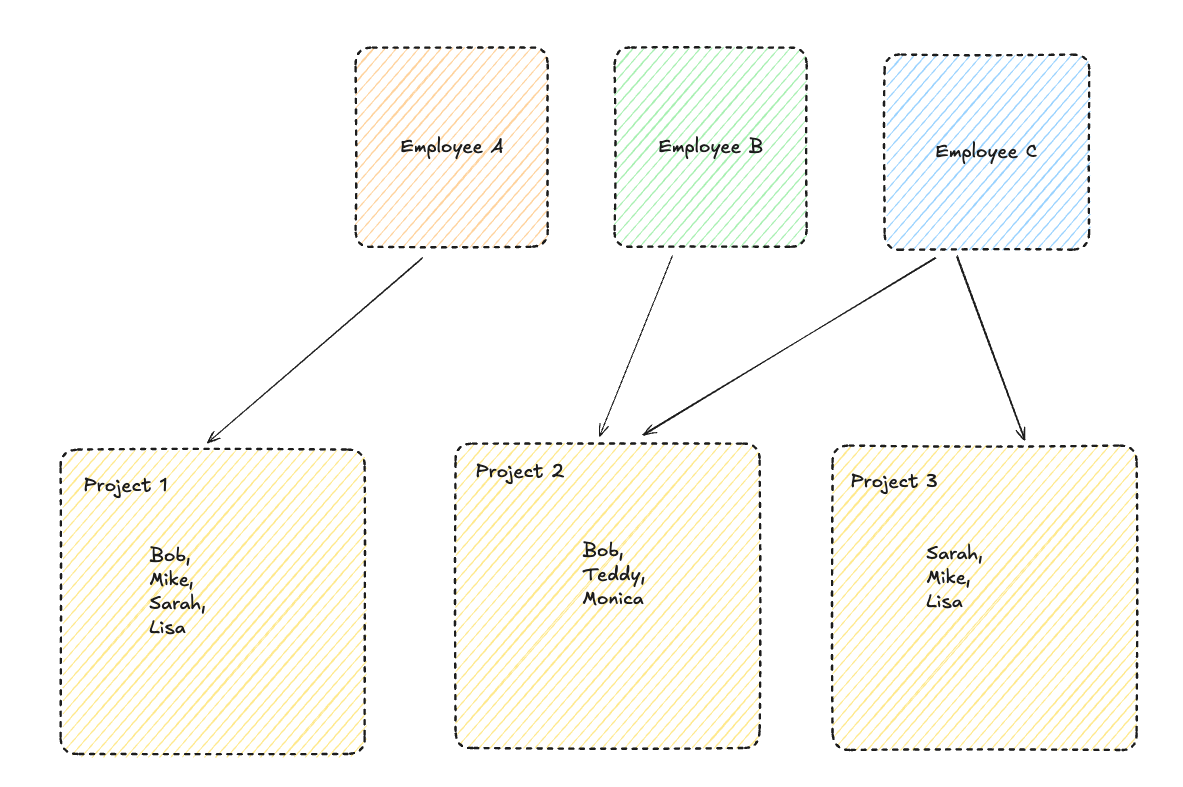 Employee A
Employee B
Employee C
Project 1
Bob,
Mike,
Sarah,
Lisa
Project 2
Bob,
Teddy,
Monica
Project 3
Sarah,
Mike,
Lisa